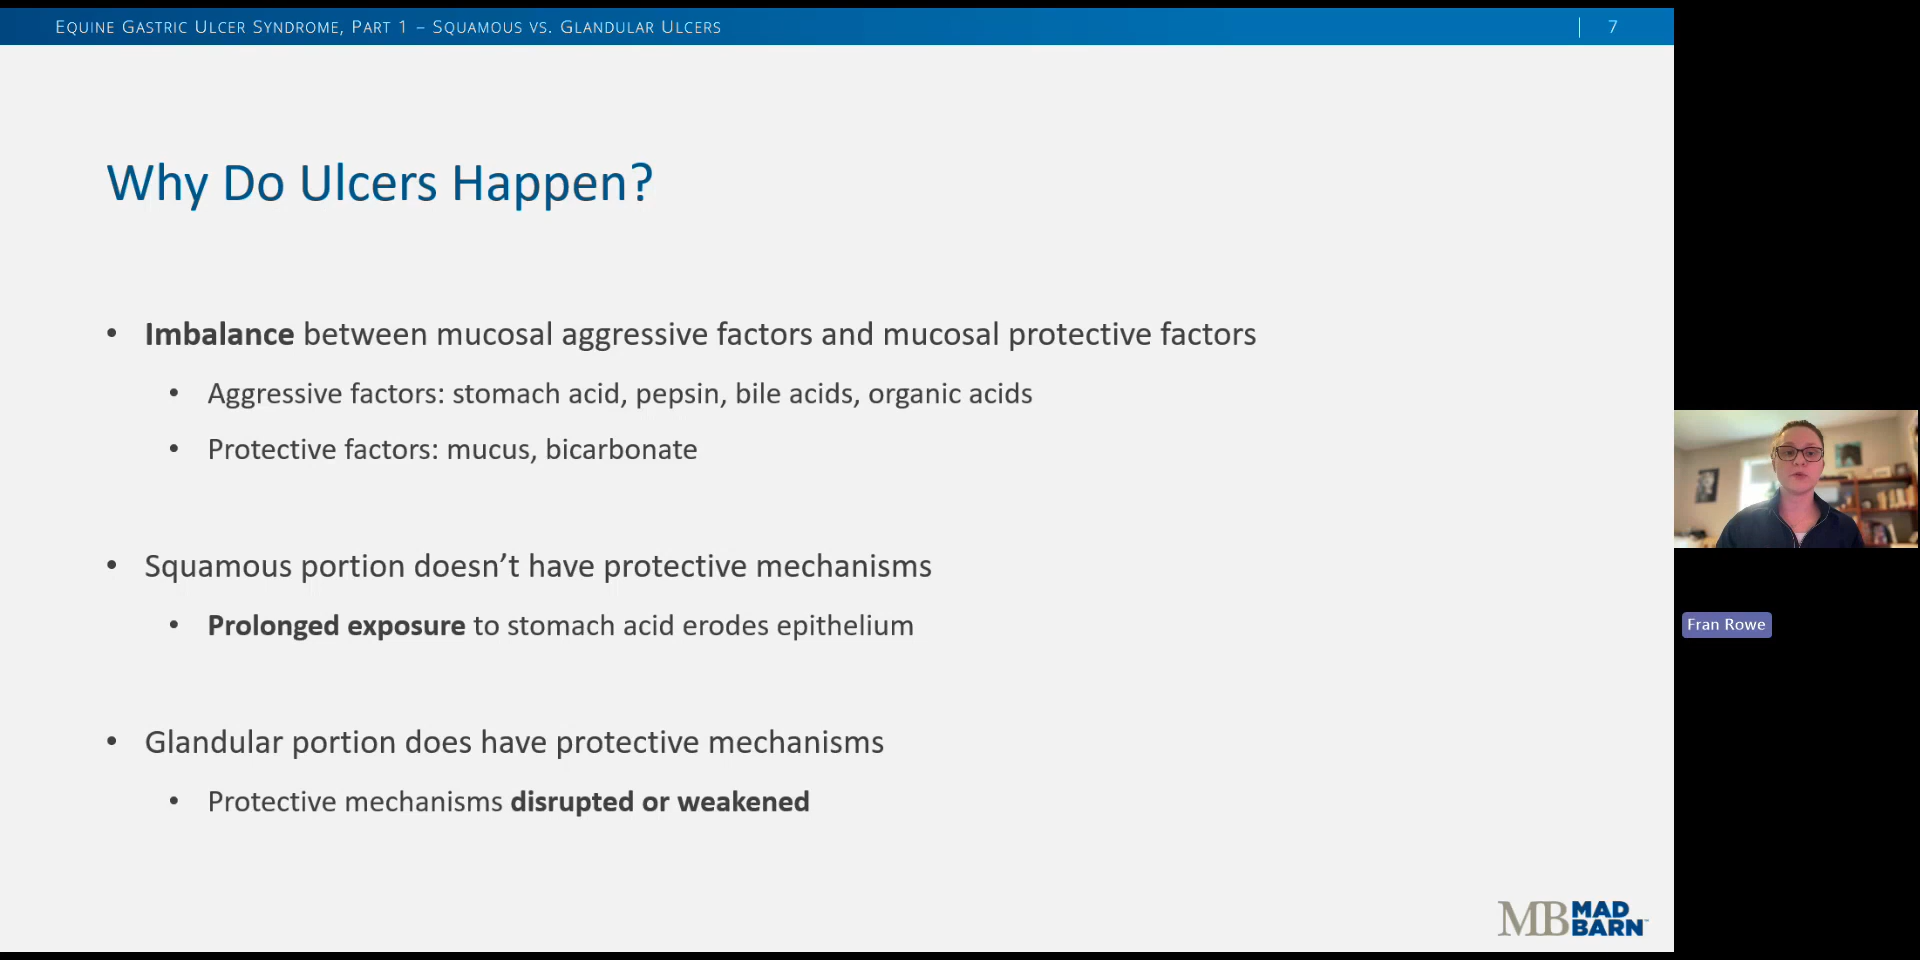 EQUINE GASTRIC ULCER SYNDROME, PART 1 – SQUAMOUS VS. GLANDULAR ULCERS
7
Why Do Ulcers Happen?
• Imbalance between mucosal aggressive factors and mucosal protective factors
• Aggressive factors: stomach acid, pepsin, bile acids, organic acids
• Protective factors: mucus, bicarbonate
• Squamous portion doesn’t have protective mechanisms
• Prolonged exposure to stomach acid erodes epithelium
• Glandular portion does have protective mechanisms
• Protective mechanisms disrupted or weakened
Fran Rowe
MB MAD
BARN™